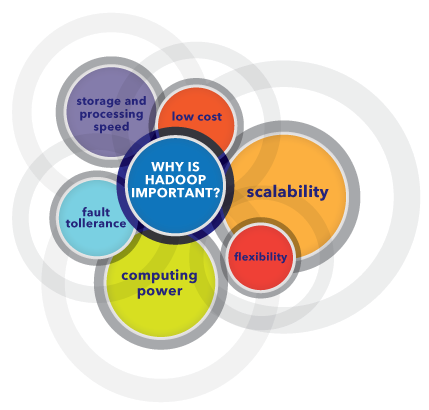 storage and
processing
speed
low cost
WHY IS
HADOOP
IMPORTANT?
scalability
fault
tollerance
flexibility
computing
power